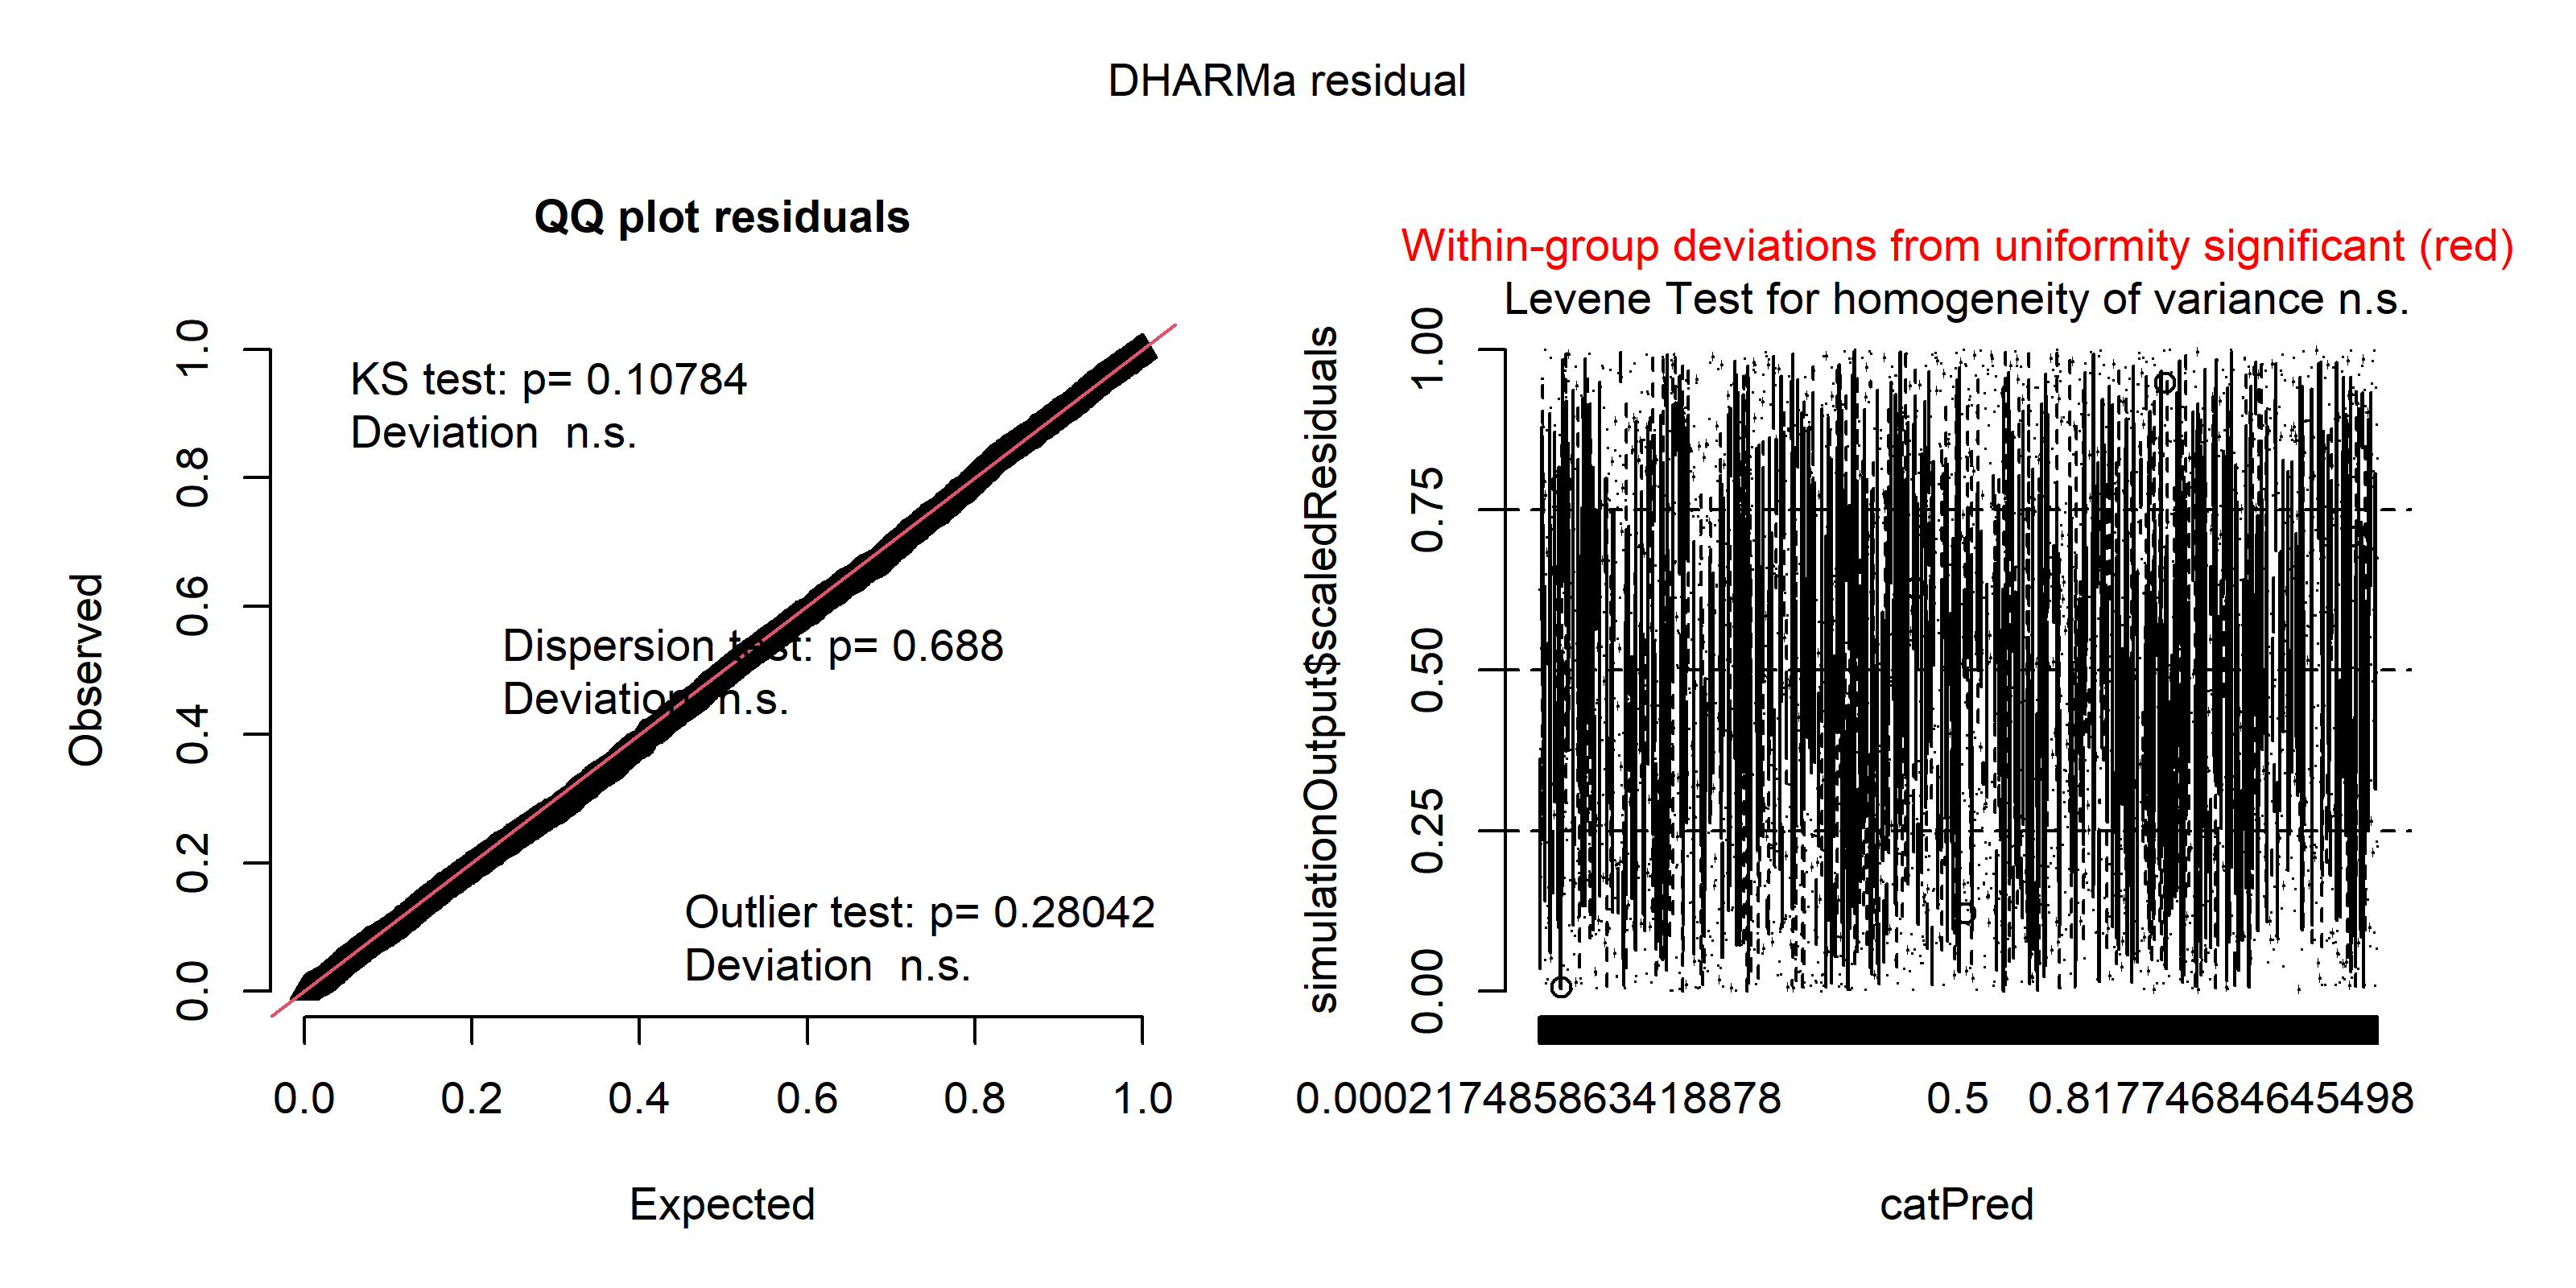 DHARMa residual
QQ plot residuals
KS test: p= 0.10784
Deviation  n.s.
Dispersion test: p= 0.688
Deviation  n.s.
Outlier test: p= 0.28042
Deviation  n.s.
Observed
0.0
0.2
0.4
0.6
0.8
1.0
0.0 0.2 0.4 0.6 0.8 1.0
Expected
Within-group deviations from uniformity significant (red)
Levene Test for homogeneity of variance n.s.
simulationOutput$scaledResiduals
0.00
0.25
0.50
0.75
1.00
0.000217485863418878 0.5 0.81774684645498
catPred